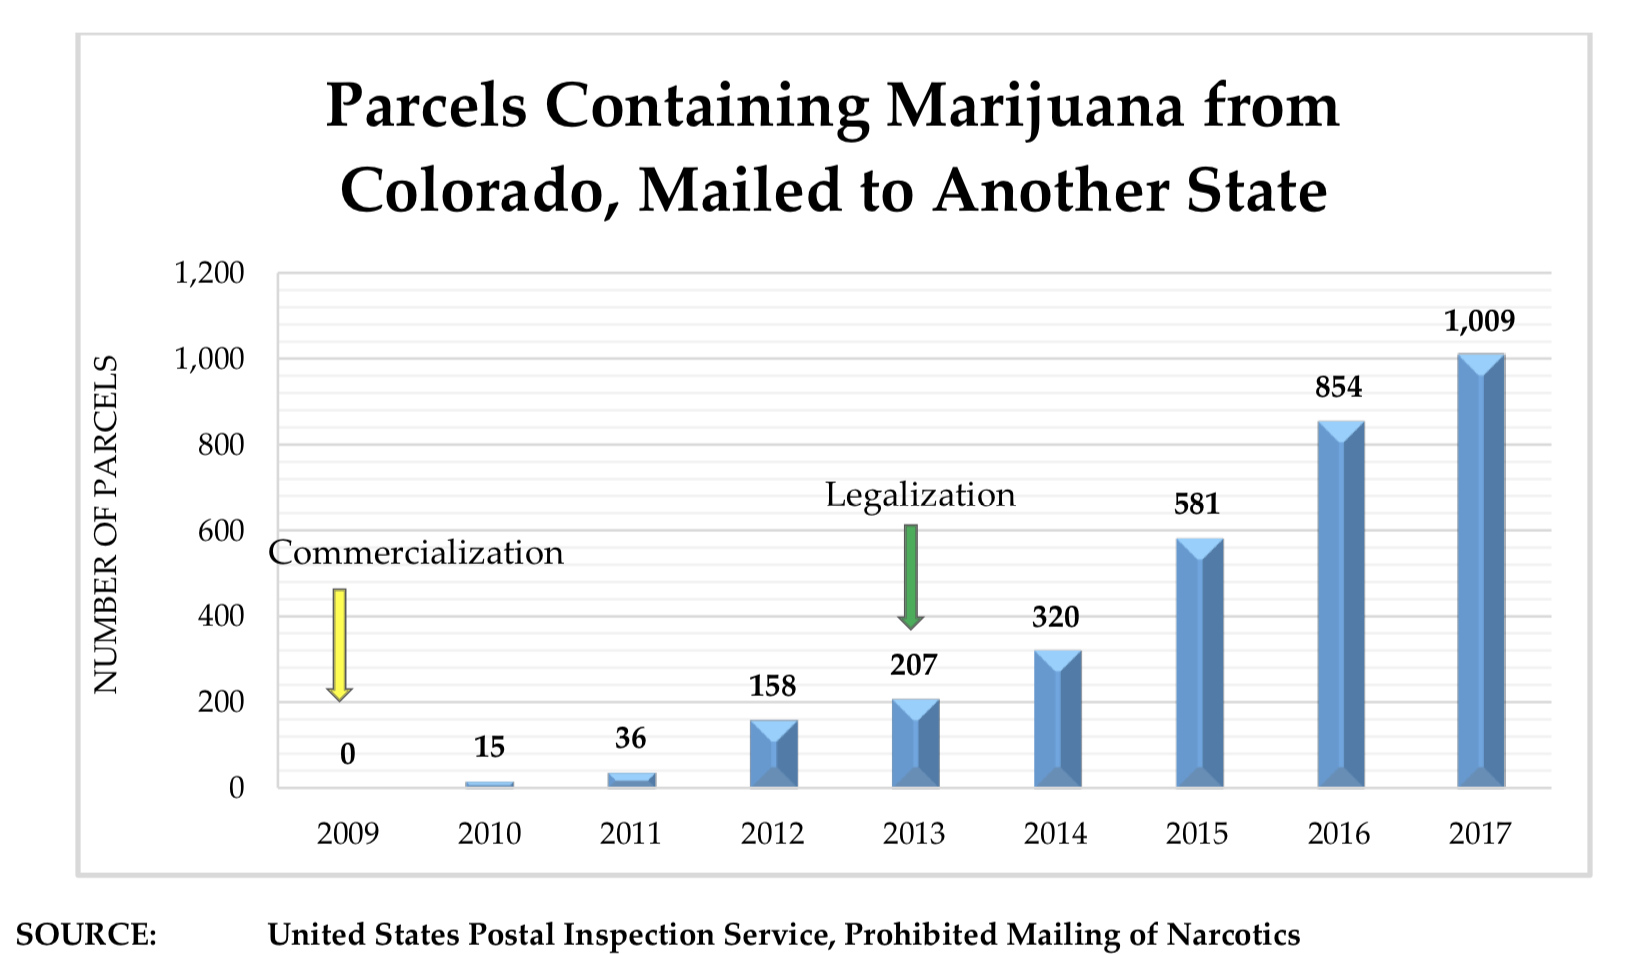 Parcels Containing Marijuana from
Colorado, Mailed to Another State
NUMBER OF PARCELS
1,200
1,000
800
600
400
200
0
Commercialization
Legalization
0
15
36
158
207
320
581
854
1,009
2009 2010 2011 2012 2013 2014 2015 2016 2017
SOURCE: United States Postal Inspection Service, Prohibited Mailing of Narcotics